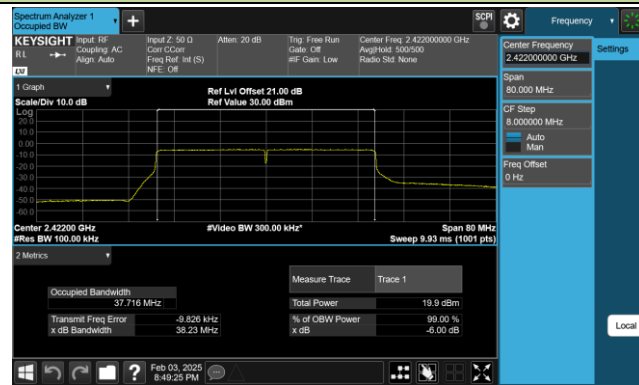 Spectrum Analyzer 1
Occupied BW
+
SCPI
Frequency
KEYSIGHT
RL
LXI
Input: RF
Coupling: AC
Align: Auto
Input Z: 50 Ω
Corr CCorr
Freq Ref: Int (S)
NFE: Off
Atten: 20 dB
Trig: Free Run
Gate: Off
#IF Gain: Low
Center Freq: 2.422000000 GHz
Avg|Hold: 500/500
Radio Std: None
Center Frequency
2.422000000 GHz
Settings
Span
80.000 MHz
CF Step
8.000000 MHz
Auto
Man
Freq Offset
0 Hz
Local
1 Graph
Scale/Div 10.0 dB
Ref Lvl Offset 21.00 dB
Ref Value 30.00 dBm
Log
20.0
10.0
0.00
-10.0
-20.0
-30.0
-40.0
-50.0
-60.0
Center 2.42200 GHz
#Video BW 300.00 kHz*
Span 80 MHz
#Res BW 100.00 kHz
Sweep 9.93 ms (1001 pts)
2 Metrics
Measure Trace
Trace 1
Occupied Bandwidth
37.716 MHz
Total Power
19.9 dBm
Transmit Freq Error
-9.826 kHz
% of OBW Power
99.00 %
x dB Bandwidth
38.23 MHz
x dB
-6.00 dB
?
Feb 03, 2025
8:49:25 PM